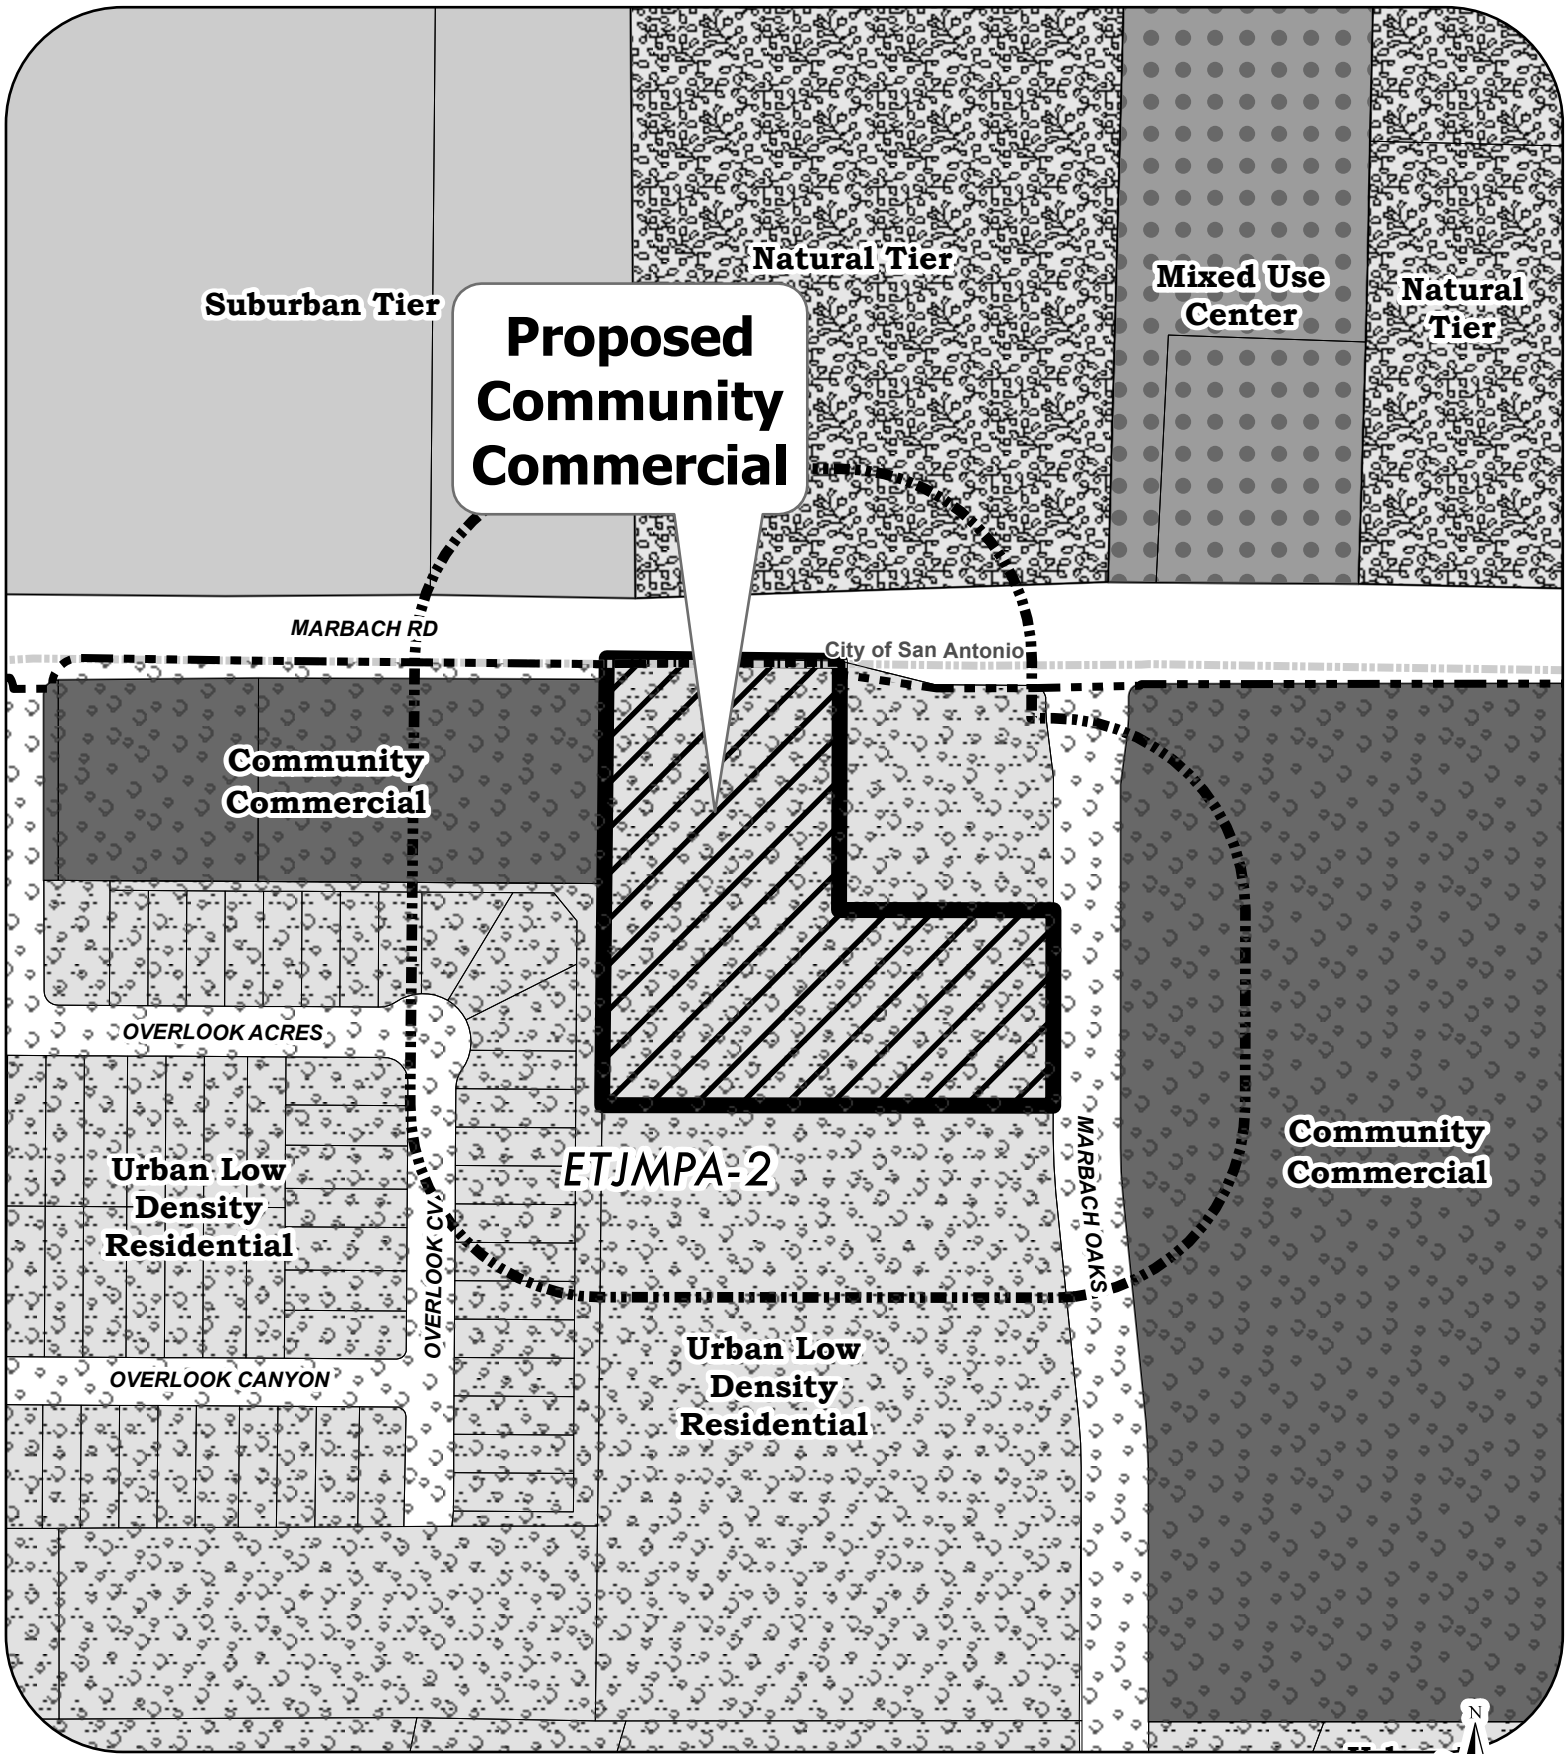 Natural Tier
Mixed Use
Center
Natural
Tier
Suburban Tier
Proposed
Community
Commercial
MARBACH RD
City of San Antonio
Community
Commercial
OVERLOOK ACRES
Urban Low
Density
Residential
ETJMPA-2
MARBACH OAKS
Community
Commercial
OVERLOOK CV
Urban Low
Density
Residential
OVERLOOK CANYON
N